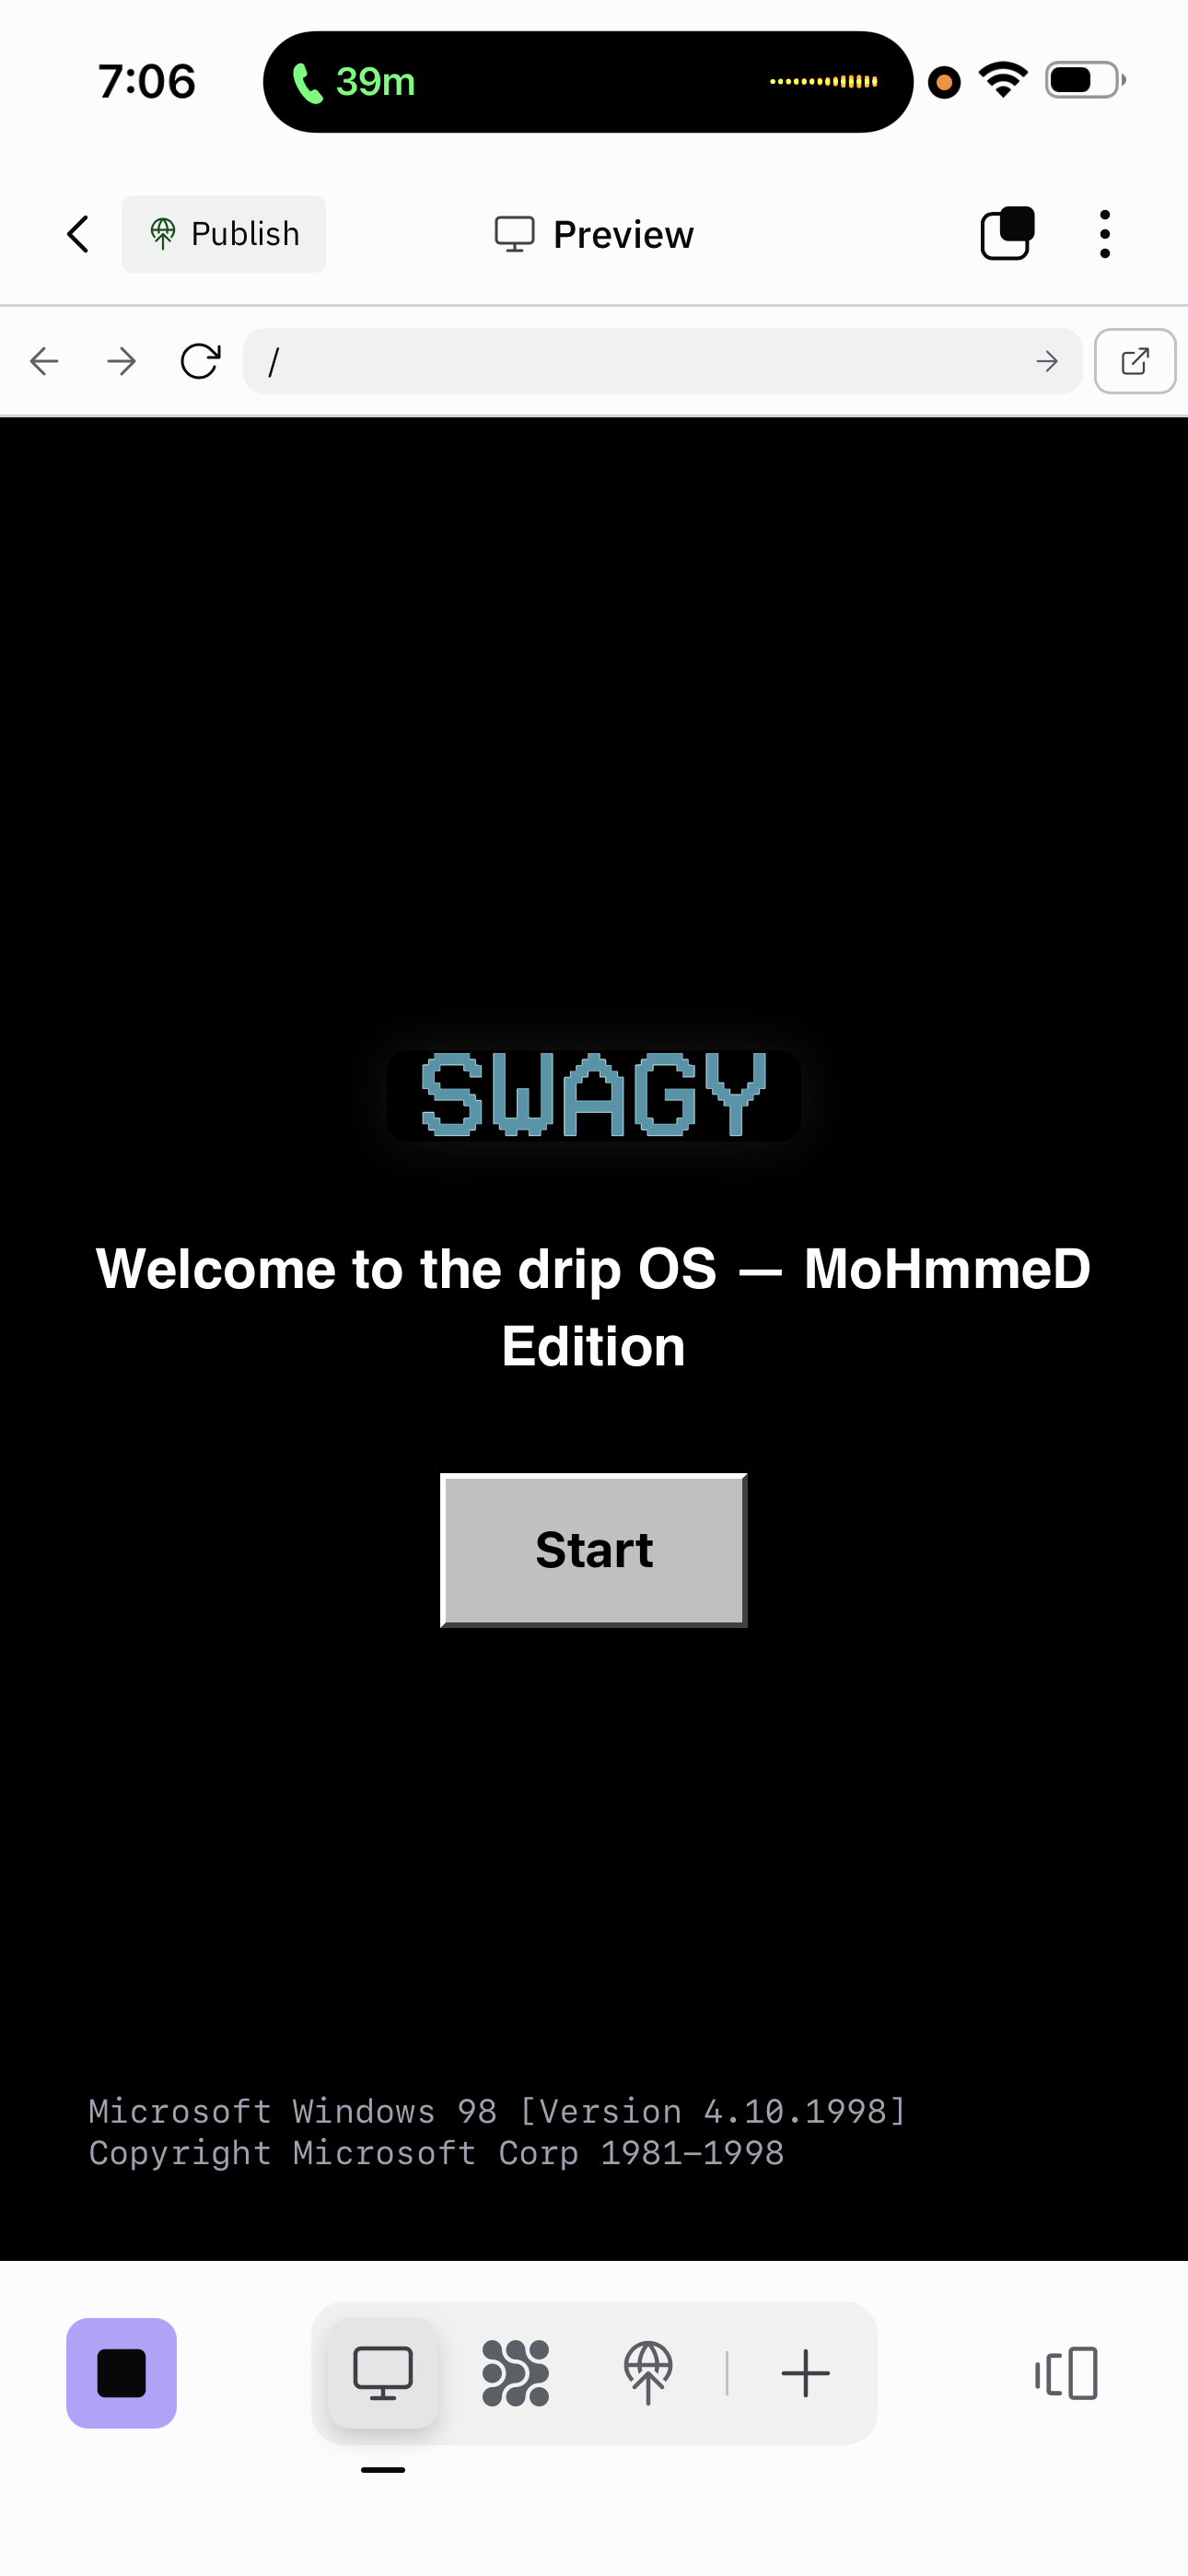 7:06
39m
Publish
Preview
/
SWAGY
Welcome to the drip OS — MoHmmeD
Edition
Start
Microsoft Windows 98 [Version 4.10.1998]
Copyright Microsoft Corp 1981–1998